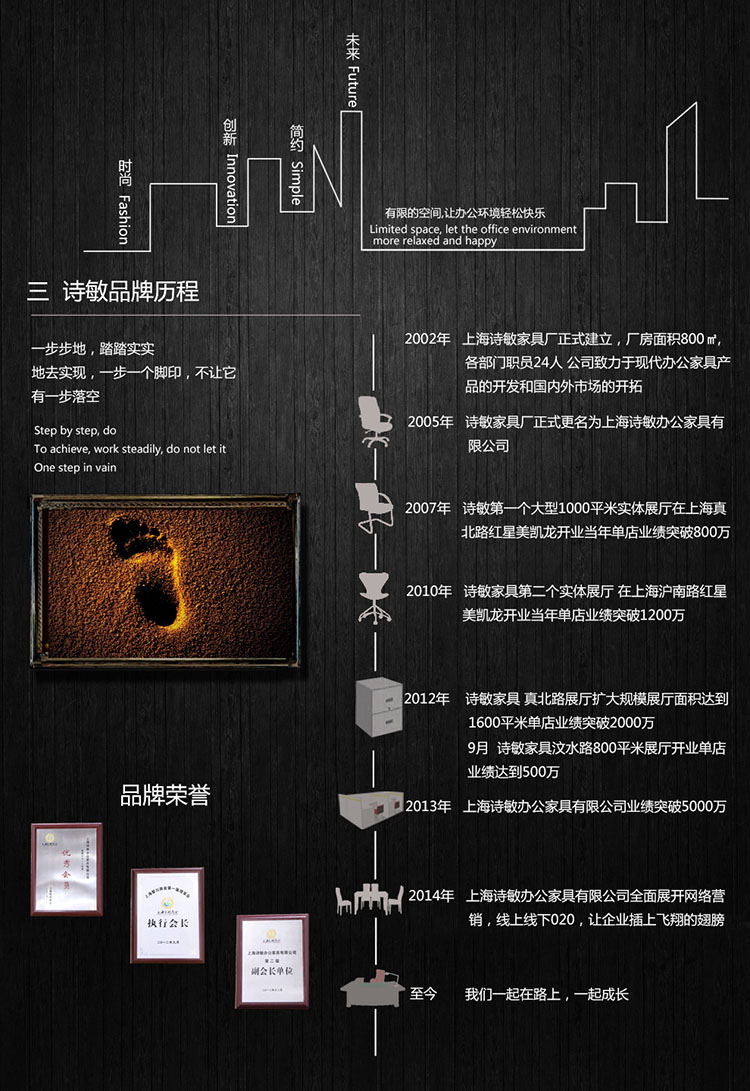 未来 Future
创新 Innovation
简约 Simple
时尚 Fashion
有限的空间,让办公环境轻松快乐
Limited space, let the office environment
more relaxed and happy
三 诗敏品牌历程
一步步地，踏踏实实
地去实现，一步一个脚印，不让它
有一步落空
Step by step, do
To achieve, work steadily, do not let it
One step in vain
2002年 上海诗敏家具厂正式建立，厂房面积800㎡,
各部门职员24人 公司致力于现代办公家具产
品的开发和国内外市场的开拓
2005年 诗敏家具厂正式更名为上海诗敏办公家具有
限公司
2007年 诗敏第一个大型1000平米实体展厅在上海真
北路红星美凯龙开业当年单店业绩突破800万
2010年 诗敏家具第二个实体展厅 在上海沪南路红星
美凯龙开业当年单店业绩突破1200万
2012年 诗敏家具 真北路展厅扩大规模展厅面积达到
1600平米单店业绩突破2000万
9月 诗敏家具汶水路800平米展厅开业单店
业绩达到500万
2013年 上海诗敏办公家具有限公司业绩突破5000万
2014年 上海诗敏办公家具有限公司全面展开网络营
销，线上线下020，让企业插上飞翔的翅膀
至今 我们一起在路上，一起成长
品牌荣誉
优秀会员
执行会长
上海诗敏办公家具有限公司
第二届
副会长单位